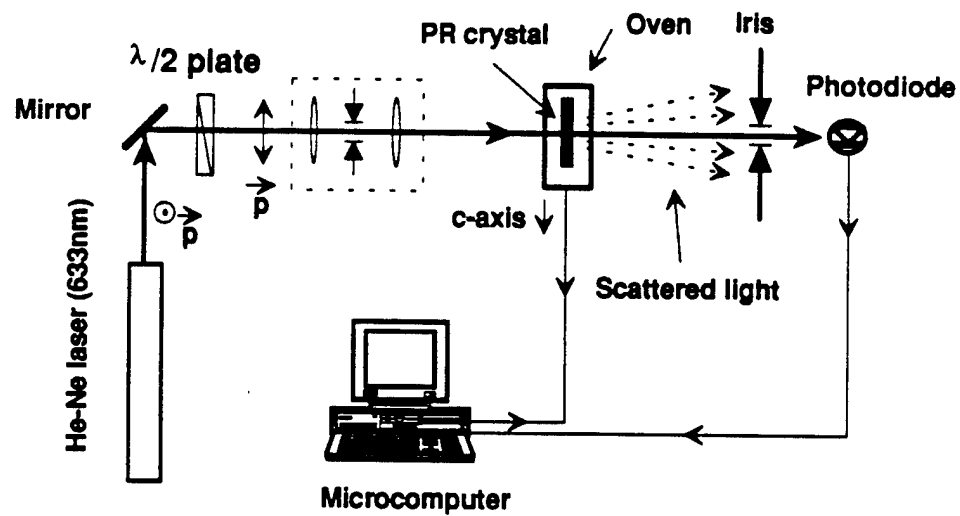 PR crystal
Oven
Iris
λ/2 plate
Mirror
Photodiode
p
p
c-axis
He-Ne laser (633nm)
Scattered light
Microcomputer